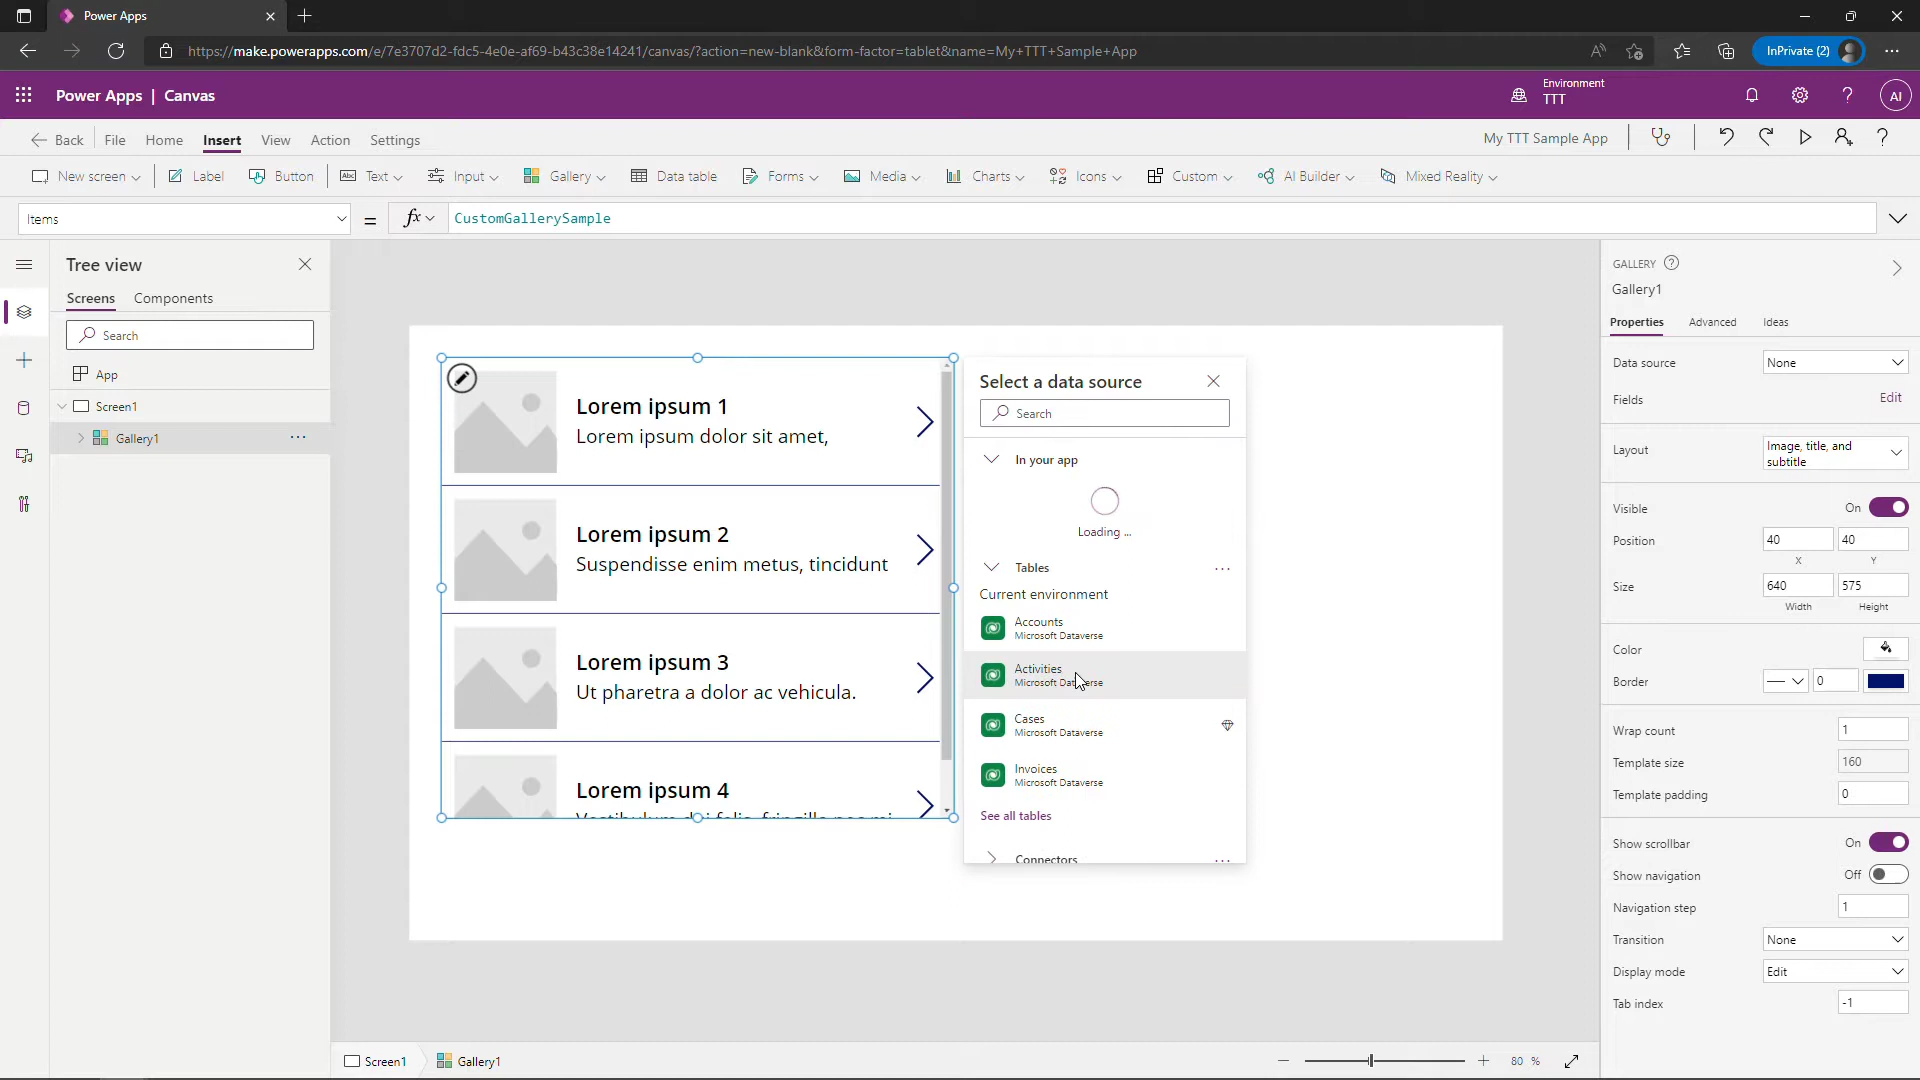 Power Apps
https://make.powerapps.com/e/7e3707d2-fdc5-4e0e-af69-b43c38e14241/canvas/?action=new-blank&form-factor=tablet&name=My+TTT+Sample+App
InPrivate (2)
Power Apps | Canvas
Environment
TTT
AI
Back
File
Home
Insert
View
Action
Settings
My TTT Sample App
New screen
Label
Button
Text
Input
Gallery
Data table
Forms
Media
Charts
Icons
Custom
AI Builder
Mixed Reality
Items
=
fx
CustomGallerySample
Tree view
Screens
Components
Search
App
Screen1
Gallery1
Lorem ipsum 1
Lorem ipsum dolor sit amet,
Lorem ipsum 2
Suspendisse enim metus, tincidunt
Lorem ipsum 3
Ut pharetra a dolor ac vehicula.
Lorem ipsum 4
Select a data source
Search
In your app
Loading ...
Tables
Current environment
Accounts
Microsoft Dataverse
Activities
Microsoft Dataverse
Cases
Microsoft Dataverse
Invoices
Microsoft Dataverse
See all tables
Connectors
GALLERY
Gallery1
Properties
Advanced
Ideas
Data source
None
Fields
Edit
Layout
Image, title, and
subtitle
Visible
On
Position
40
40
X
Y
Size
640
575
Width
Height
Color
Border
0
Wrap count
1
Template size
160
Template padding
0
Show scrollbar
On
Show navigation
Off
Navigation step
1
Transition
None
Display mode
Edit
Tab index
-1
Screen1
Gallery1
80 %